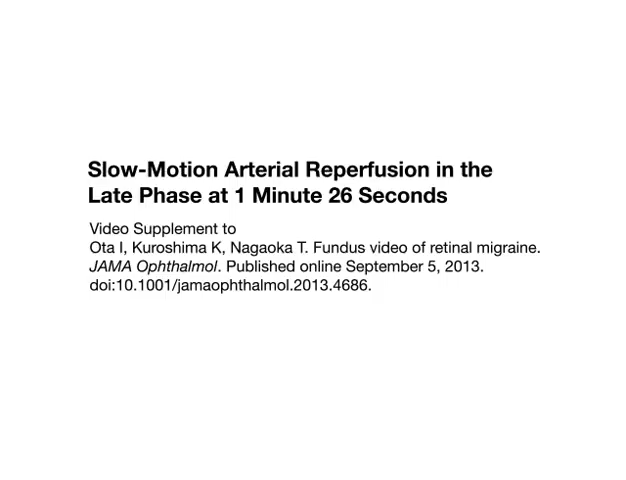 Slow-Motion Arterial Reperfusion in the
Late Phase at 1 Minute 26 Seconds
Video Supplement to
Ota I, Kuroshima K, Nagaoka T. Fundus video of retinal migraine.
JAMA Ophthalmol. Published online September 5, 2013.
doi:10.1001/jamaophthalmol.2013.4686.